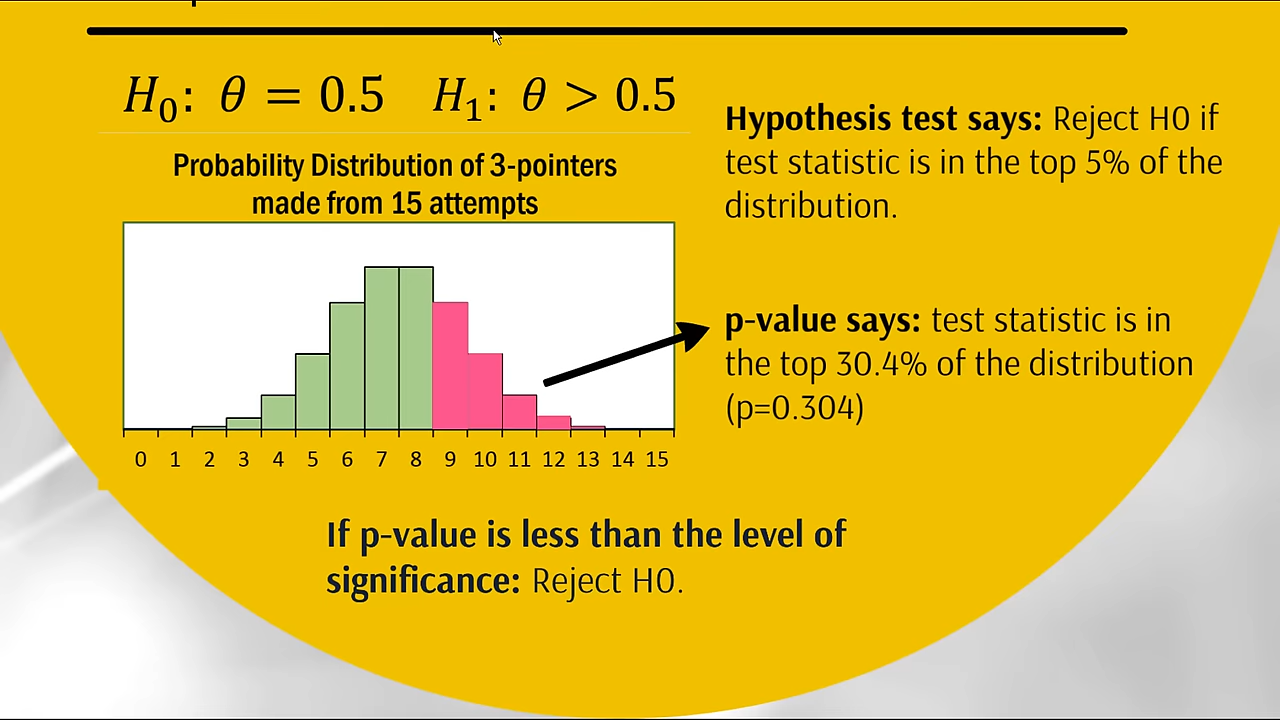 H₀: θ = 0.5 H₁: θ > 0.5
Probability Distribution of 3-pointers
made from 15 attempts
0 1 2 3 4 5 6 7 8 9 10 11 12 13 14 15
Hypothesis test says: Reject H0 if
test statistic is in the top 5% of the
distribution.
p-value says: test statistic is in
the top 30.4% of the distribution
(p=0.304)
If p-value is less than the level of
significance: Reject H0.